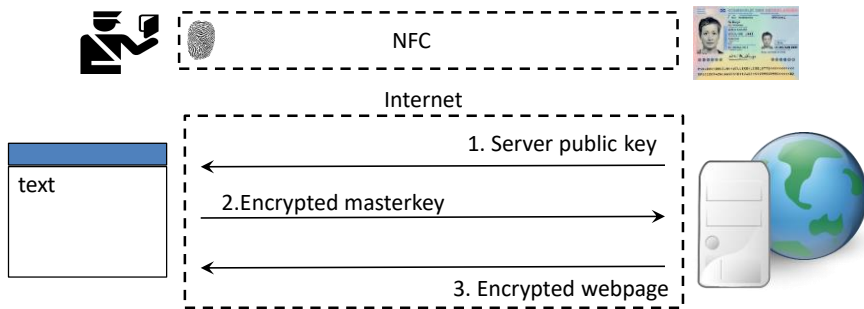 NFC
Internet
1. Server public key
text
2.Encrypted masterkey
3. Encrypted webpage